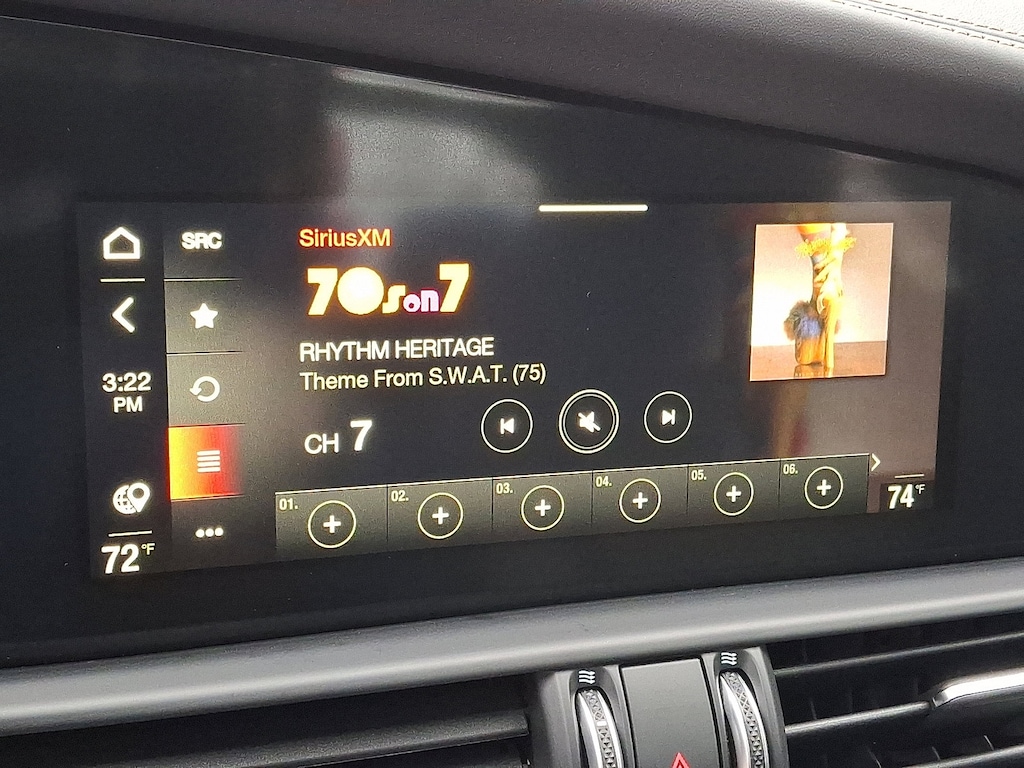 SRC
SiriusXM
70s on 7
RHYTHM HERITAGE
Theme From S.W.A.T. (75)
3:22
PM
CH 7
01.
02.
03.
04.
05.
06.
72°F
74°F